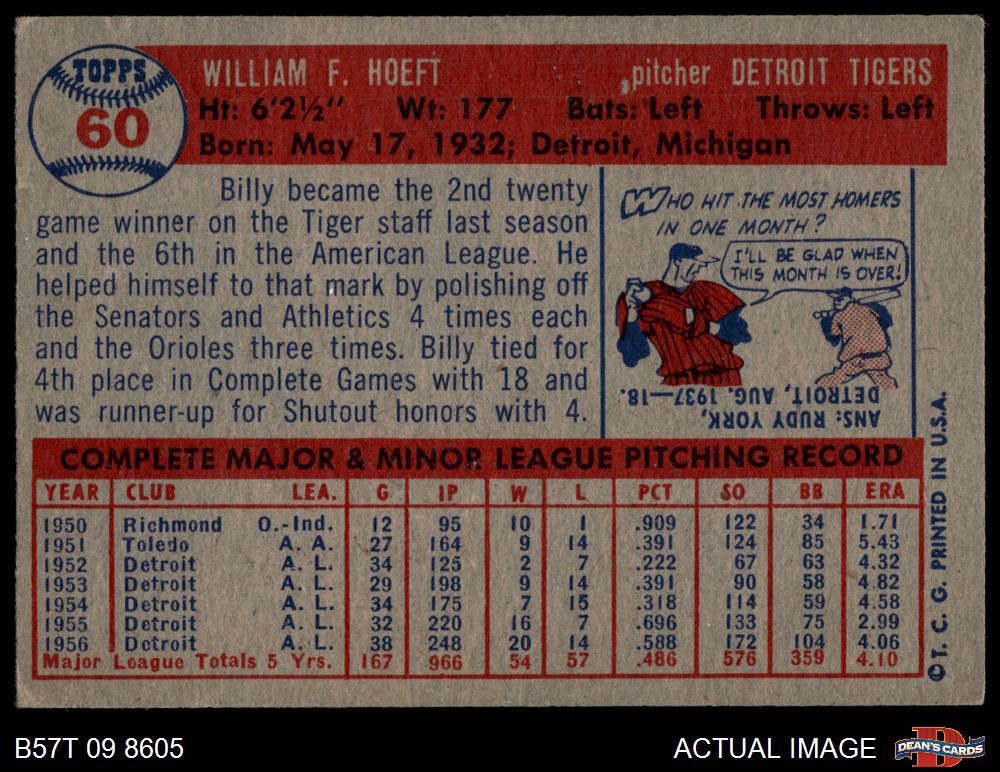 TOPPS
60
WILLIAM F. HOEFT pitcher DETROIT TIGERS
Ht: 6'2½" Wt: 177 Bats: Left Throws: Left
Born: May 17, 1932; Detroit, Michigan
Billy became the 2nd twenty
game winner on the Tiger staff last season
and the 6th in the American League. He
helped himself to that mark by polishing off
the Senators and Athletics 4 times each
and the Orioles three times. Billy tied for
4th place in Complete Games with 18 and
was runner-up for Shutout honors with 4.
WHO HIT THE MOST HOMERS
IN ONE MONTH?
I'LL BE GLAD WHEN
THIS MONTH IS OVER!
ANS: RUDY YORK,
DETROIT, AUG. 1937—18.
COMPLETE MAJOR & MINOR LEAGUE PITCHING RECORD
YEAR CLUB LEA. G IP W L PCT SO BB ERA
1950 Richmond O.-Ind. 12 95 10 1 .909 122 34 1.71
1951 Toledo A. A. 27 164 9 14 .391 124 85 5.43
1952 Detroit A. L. 34 125 2 7 .222 67 63 4.32
1953 Detroit A. L. 29 198 9 14 .391 90 58 4.82
1954 Detroit A. L. 34 175 7 15 .318 114 59 4.58
1955 Detroit A. L. 32 220 16 7 .696 133 75 2.99
1956 Detroit A. L. 38 248 20 14 .588 172 104 4.06
Major League Totals 5 Yrs. 167 966 54 57 .486 576 359 4.10
© T. C. G. PRINTED IN U.S.A.
B57T 09 8605
ACTUAL IMAGE
DEAN'S CARDS